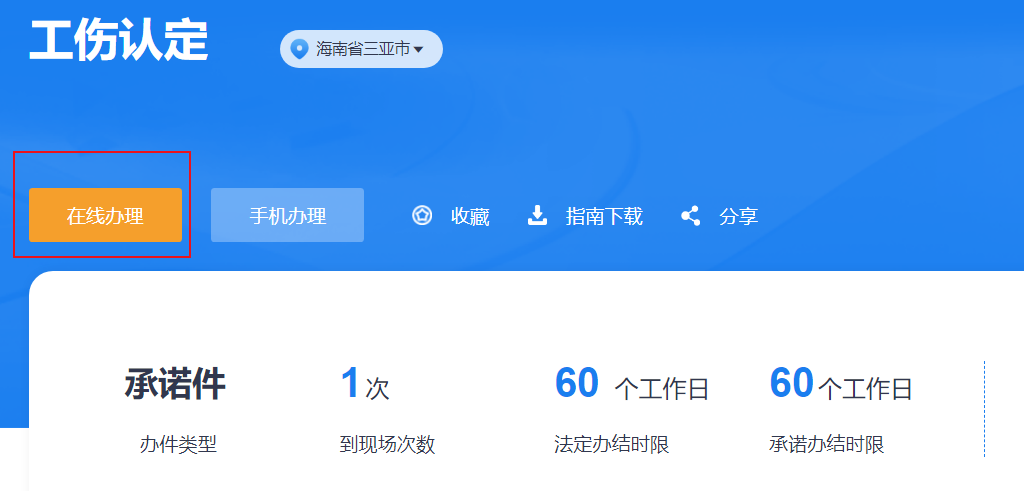 工伤认定
海南省三亚市
在线办理 手机办理 收藏 指南下载 分享
承诺件 1次 60 个工作日 60个工作日
办件类型 到现场次数 法定办结时限 承诺办结时限